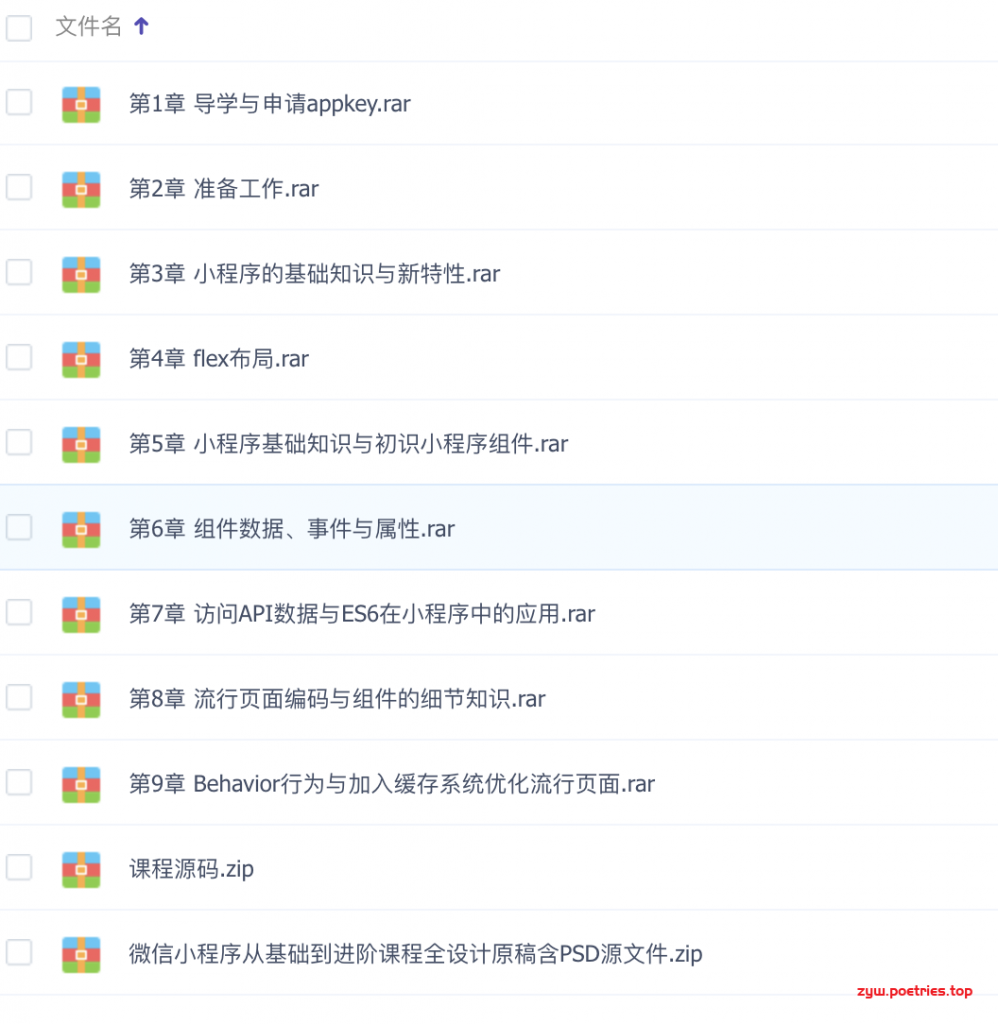 文件名
第1章 导学与申请appkey.rar
第2章 准备工作.rar
第3章 小程序的基础知识与新特性.rar
第4章 flex布局.rar
第5章 小程序基础知识与初识小程序组件.rar
第6章 组件数据、事件与属性.rar
第7章 访问API数据与ES6在小程序中的应用.rar
第8章 流行页面编码与组件的细节知识.rar
第9章 Behavior行为与加入缓存系统优化流行页面.rar
课程源码.zip
微信小程序从基础到进阶课程全设计原稿含PSD源文件.zip
zyw.poetries.top